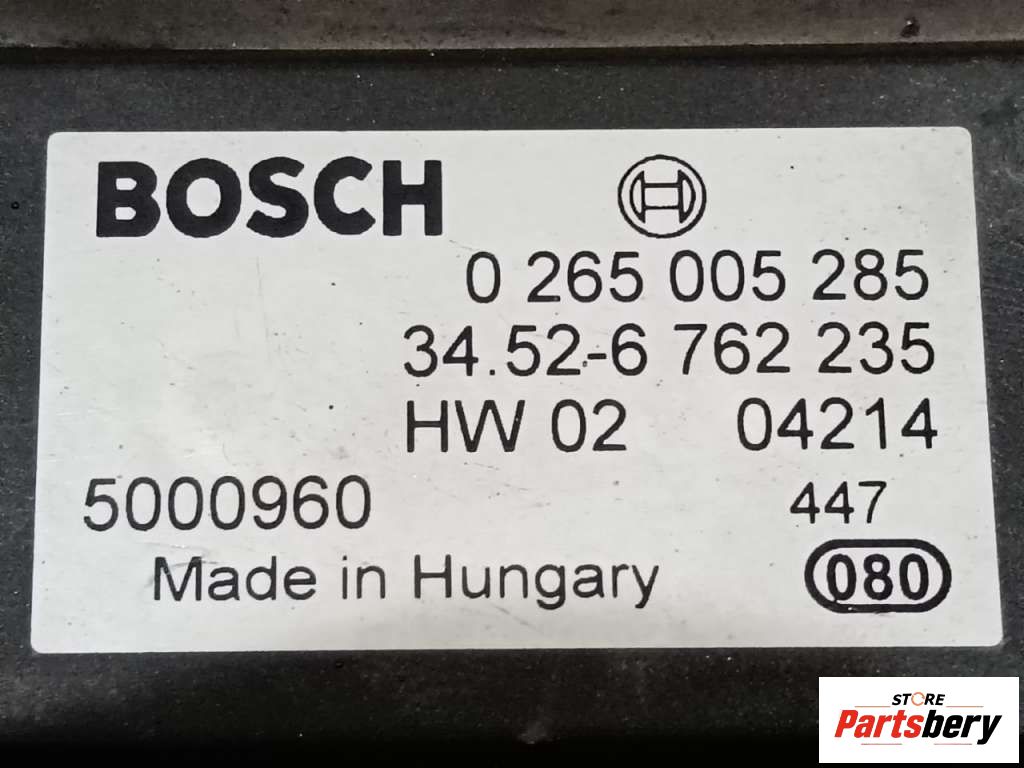 BOSCH
0 265 005 285
34.52-6 762 235
HW 02 04214
5000960 447
Made in Hungary 080
STORE
Partsbery